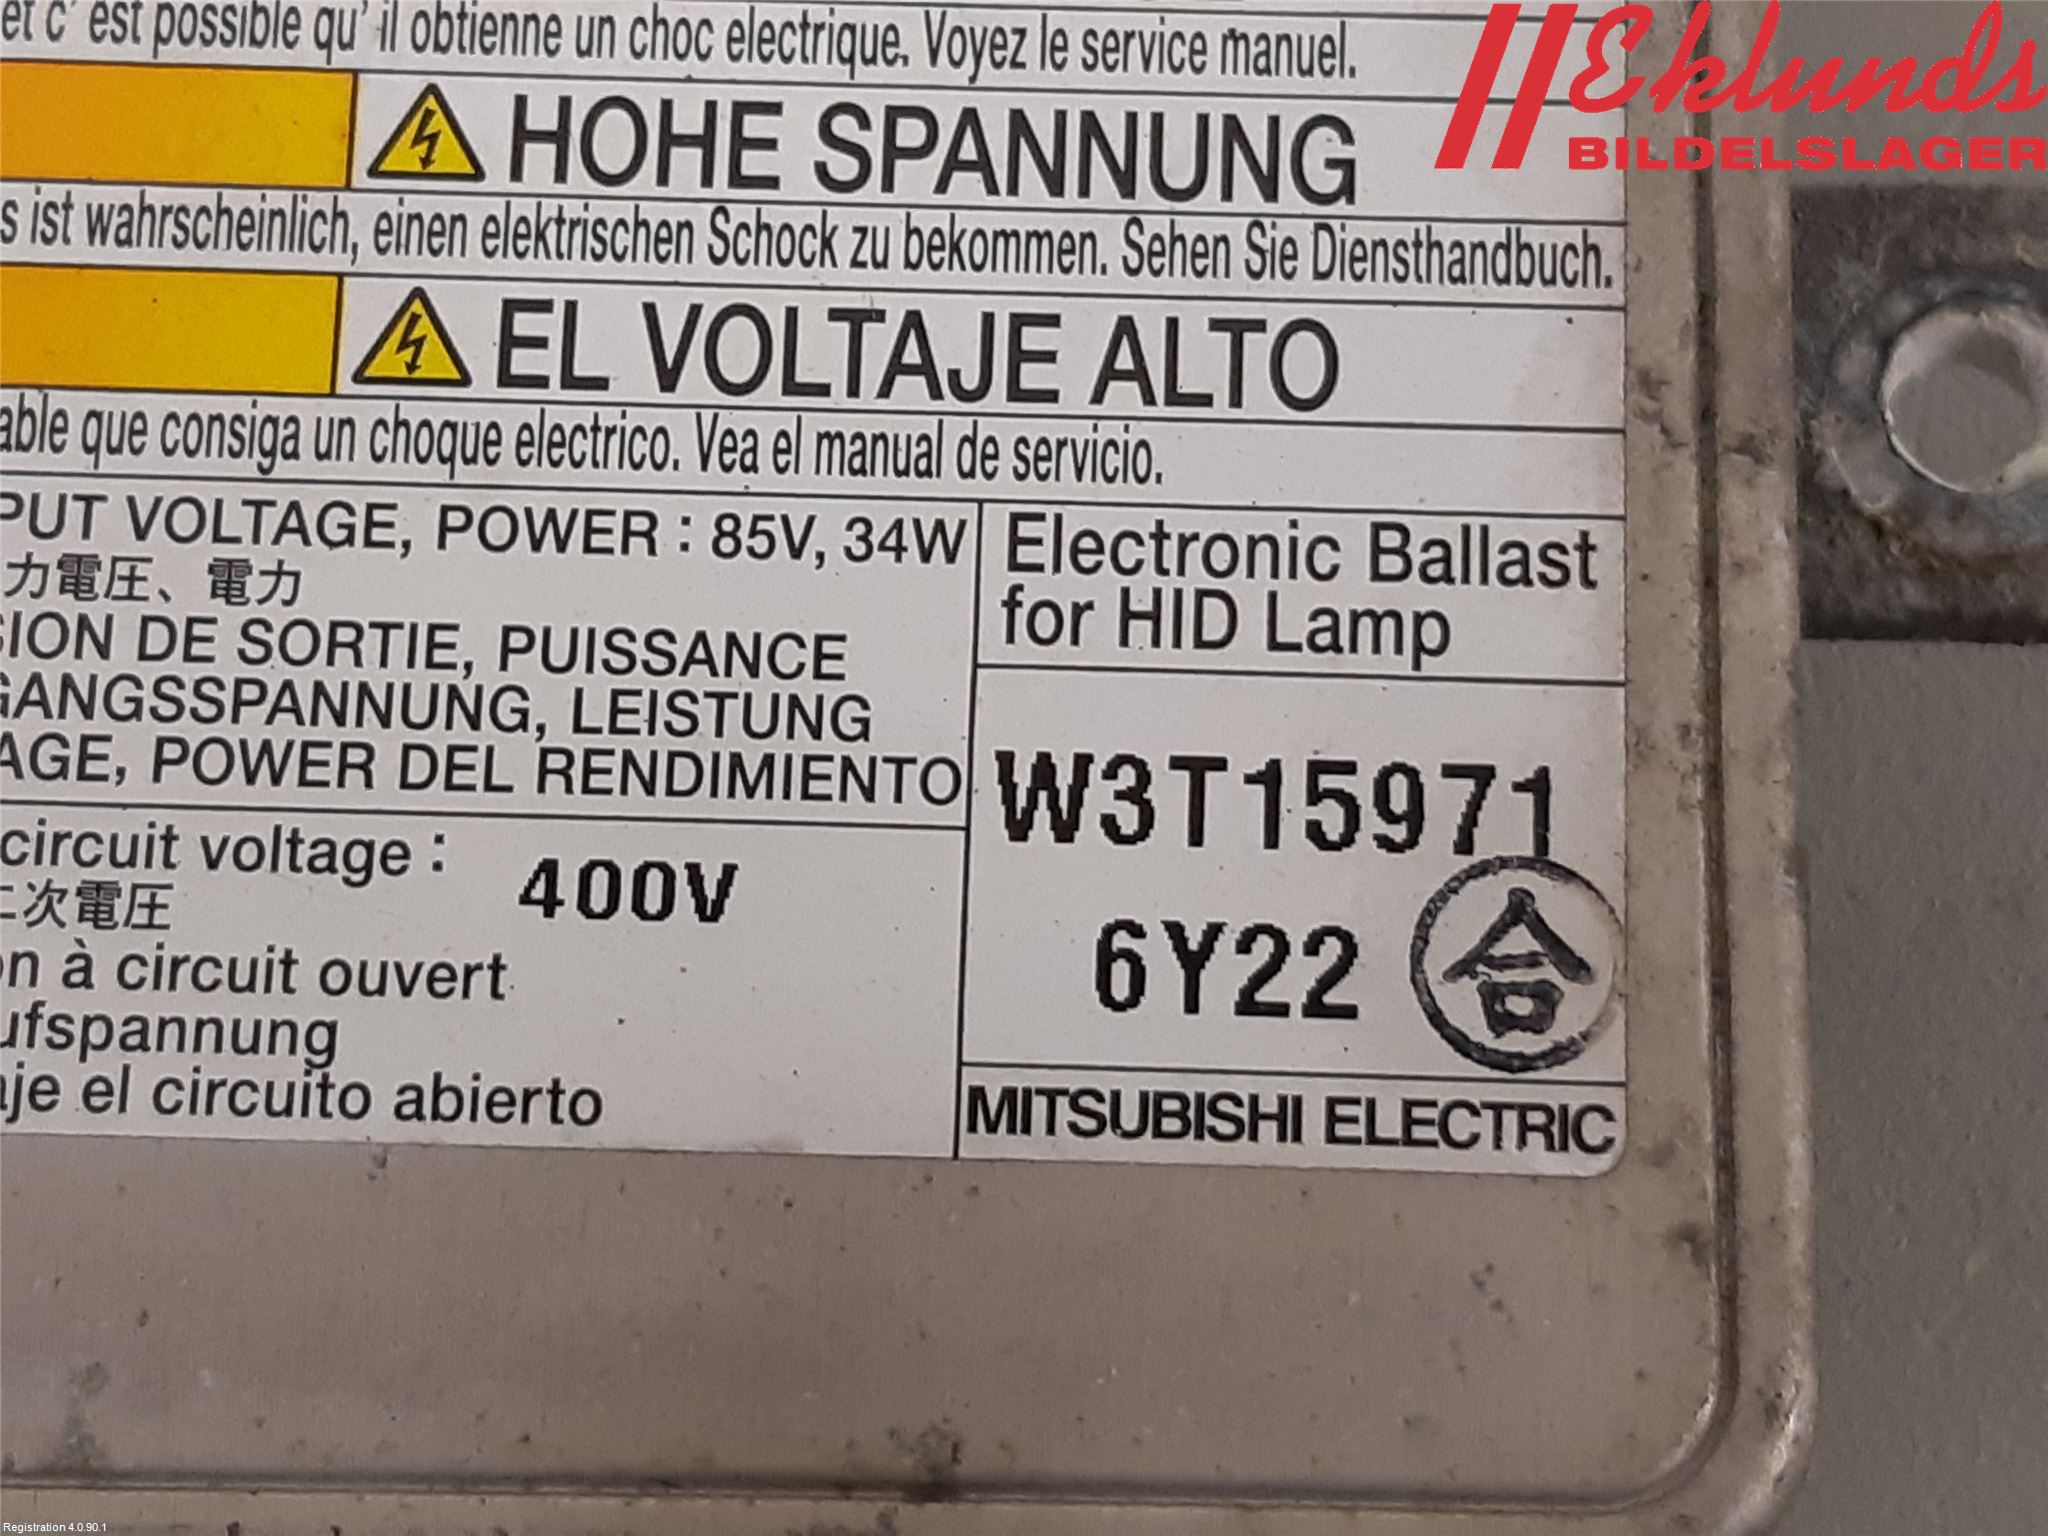 et c' est possible qu' il obtienne un choc electrique. Voyez le service manuel.
Eklunds
BILDELSLAGER
HOHE SPANNUNG
s ist wahrscheinlich, einen elektrischen Schock zu bekommen. Sehen Sie Diensthandbuch.
EL VOLTAJE ALTO
able que consiga un choque electrico. Vea el manual de servicio.
PUT VOLTAGE, POWER : 85V, 34W
力電圧、電力
SION DE SORTIE, PUISSANCE
GANGSSPANNUNG, LEISTUNG
AGE, POWER DEL RENDIMIENTO
circuit voltage : 400V
二次電圧
on à circuit ouvert
ufspannung
aje el circuito abierto
Electronic Ballast
for HID Lamp
W3T15971
6Y22 合
MITSUBISHI ELECTRIC
Registration 4.0.90.1